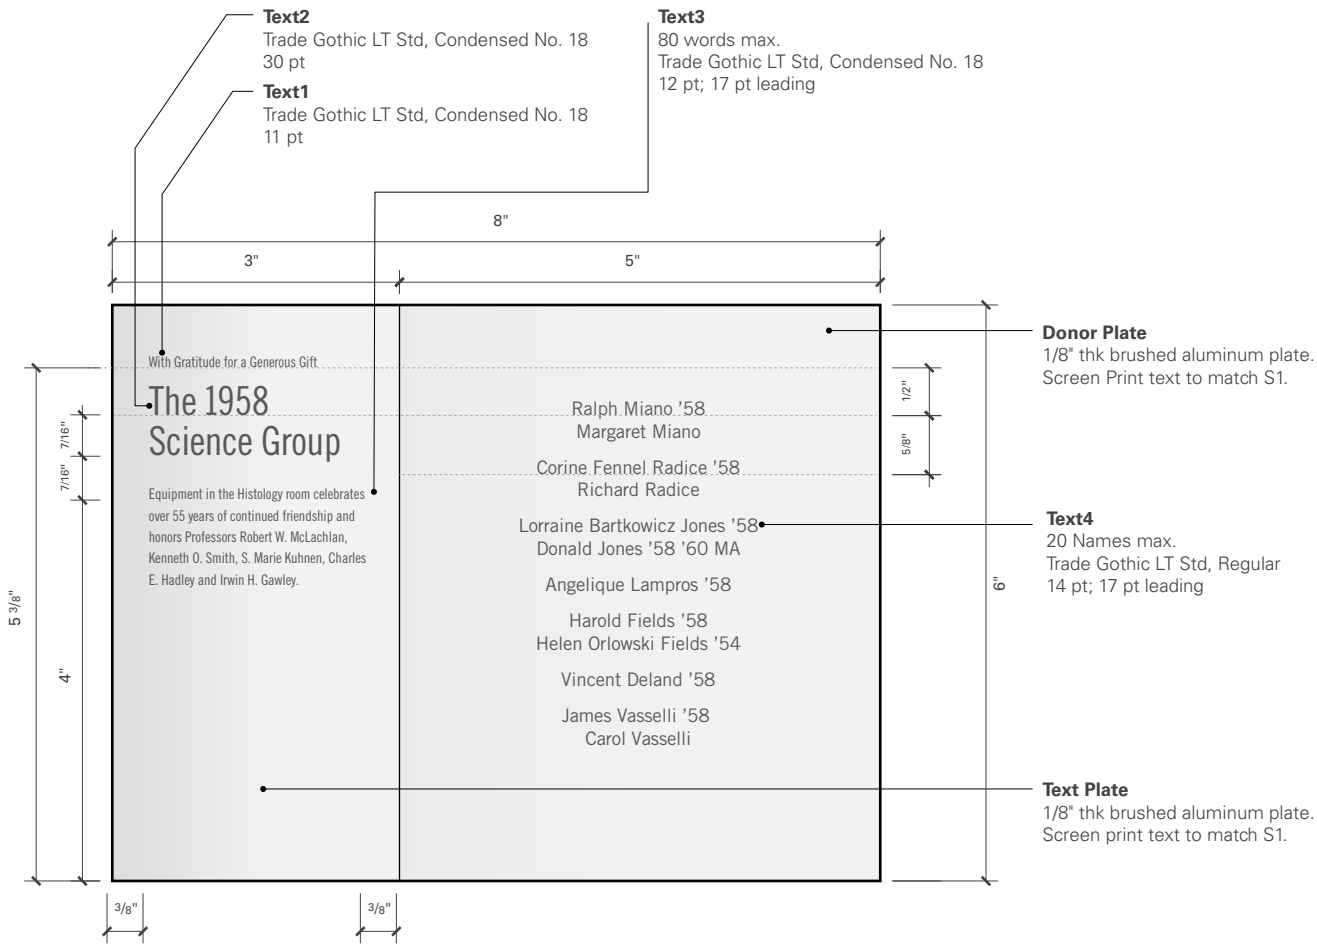 Text2
Trade Gothic LT Std, Condensed No. 18
30 pt
Text1
Trade Gothic LT Std, Condensed No. 18
11 pt
Text3
80 words max.
Trade Gothic LT Std, Condensed No. 18
12 pt; 17 pt leading
8"
3"
5"
With Gratitude for a Generous Gift
The 1958
Science Group
Equipment in the Histology room celebrates
over 55 years of continued friendship and
honors Professors Robert W. McLachlan,
Kenneth O. Smith, S. Marie Kuhnen, Charles
E. Hadley and Irwin H. Gawley.
Ralph Miano ’58
Margaret Miano
Corine Fennel Radice ’58
Richard Radice
Lorraine Bartkowicz Jones ’58
Donald Jones ’58 ’60 MA
Angelique Lampros ’58
Harold Fields ’58
Helen Orlowski Fields ’54
Vincent Deland ’58
James Vasselli ’58
Carol Vasselli
Donor Plate
1/8" thk brushed aluminum plate.
Screen Print text to match S1.
Text4
20 Names max.
Trade Gothic LT Std, Regular
14 pt; 17 pt leading
Text Plate
1/8" thk brushed aluminum plate.
Screen print text to match S1.
1/2"
5/8"
6"
7/16"
7/16"
5 3/8"
4"
3/8"
3/8"